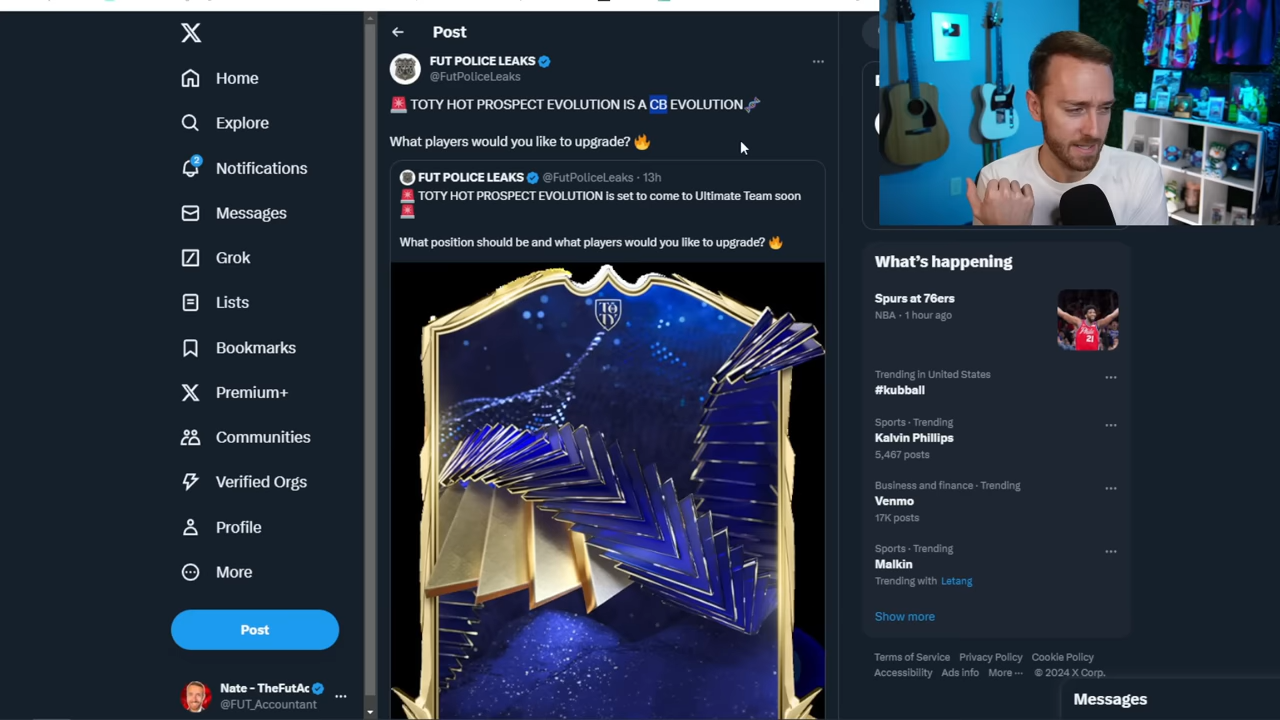 Home
Explore
2
Notifications
Messages
Grok
Lists
Bookmarks
Premium+
Communities
Verified Orgs
Profile
More
Post
Nate - TheFutAc
@FUT_Accountant
Post
FUT POLICE LEAKS
@FutPoliceLeaks
🚨 TOTY HOT PROSPECT EVOLUTION IS A CB EVOLUTION🧬
What players would you like to upgrade? 🔥
FUT POLICE LEAKS @FutPoliceLeaks · 13h
🚨 TOTY HOT PROSPECT EVOLUTION is set to come to Ultimate Team soon
🚨
What position should be and what players would you like to upgrade? 🔥
TOTY
What's happening
Spurs at 76ers
NBA · 1 hour ago
Trending in United States
#kubball
Sports · Trending
Kalvin Phillips
5,467 posts
Business and finance · Trending
Venmo
17K posts
Sports · Trending
Malkin
Trending with Letang
Show more
Terms of Service Privacy Policy Cookie Policy
Accessibility Ads info More ··· © 2024 X Corp.
Messages